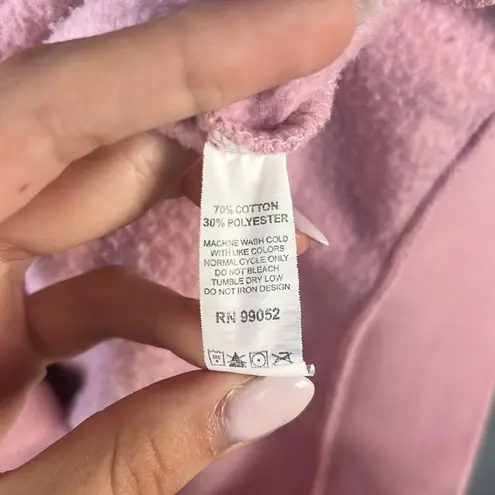 70% COTTON
30% POLYESTER
MACHINE WASH COLD
WITH LIKE COLORS
NORMAL CYCLE ONLY
DO NOT BLEACH
TUMBLE DRY LOW
DO NOT IRON DESIGN
RN 99052